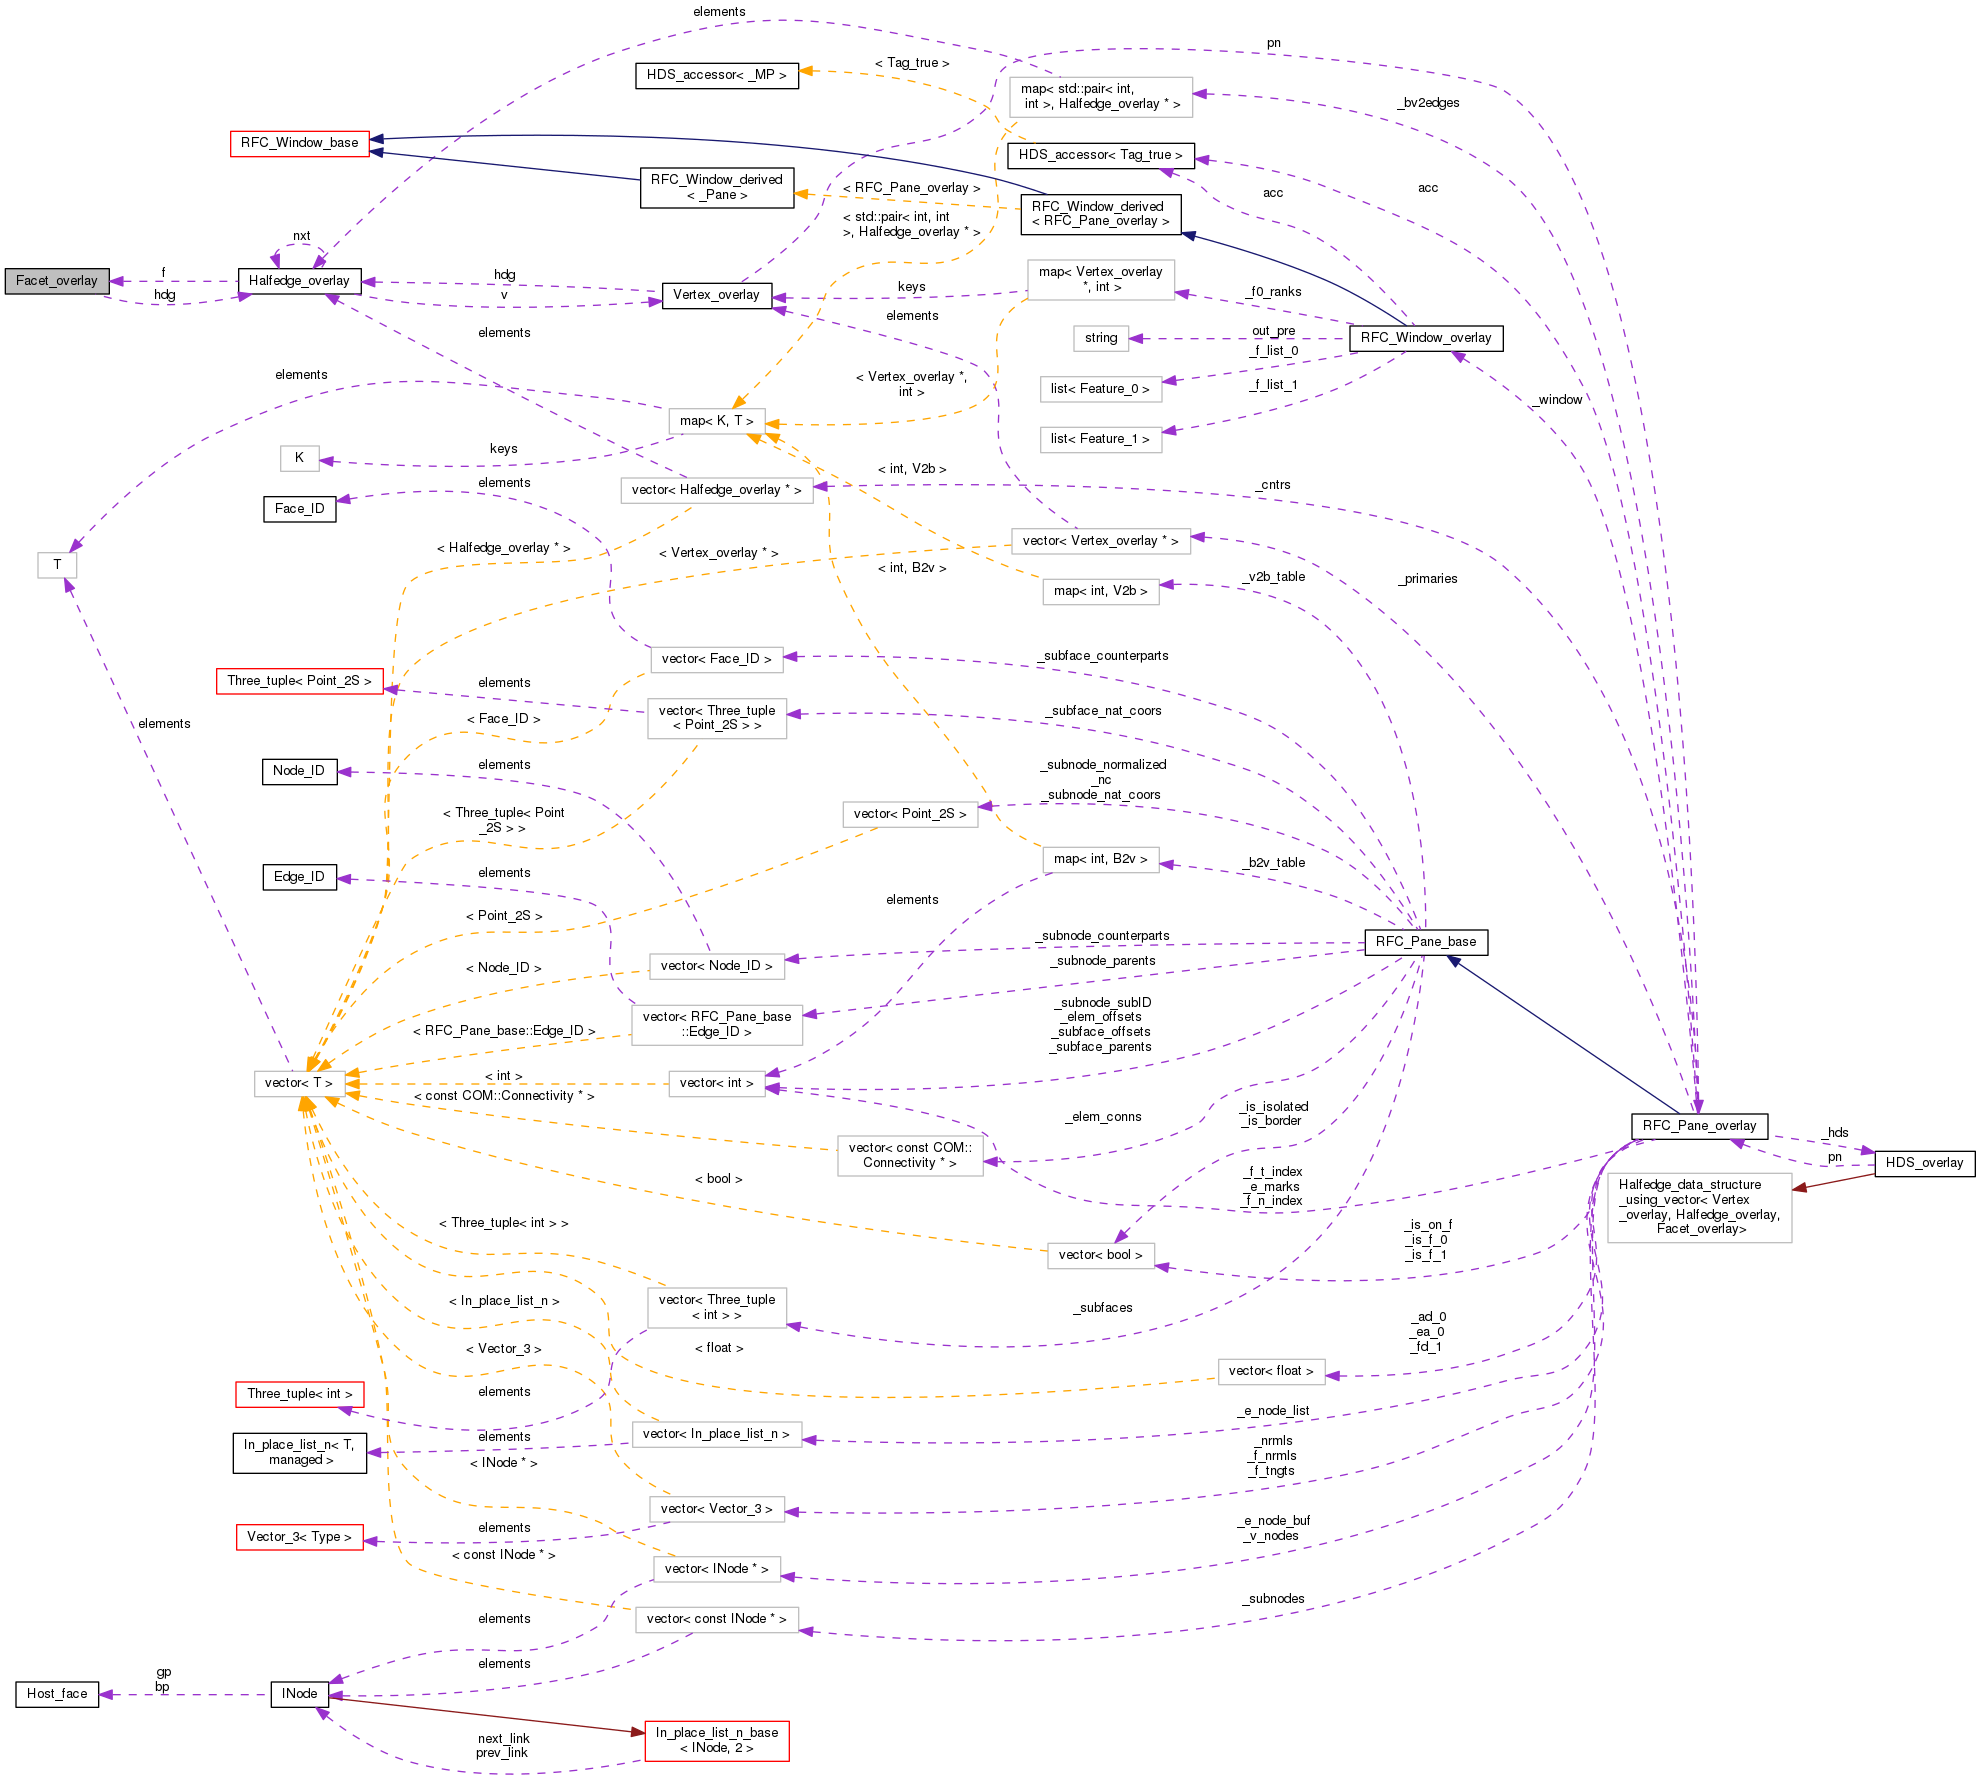 elements
pn
< Tag_true >
HDS_accessor< _MP >
map< std::pair< int,
int >, Halfedge_overlay * >
_bv2edges
RFC_Window_base
HDS_accessor< Tag_true >
RFC_Window_derived
< _Pane >
< RFC_Pane_overlay >
acc
acc
RFC_Window_derived
< RFC_Pane_overlay >
< std::pair< int, int
>, Halfedge_overlay * >
nxt
Facet_overlay
f
hdg
Halfedge_overlay
hdg
v
Vertex_overlay
keys
map< Vertex_overlay
*, int >
_f0_ranks
elements
elements
string
out_pre
RFC_Window_overlay
_f_list_0
list< Feature_0 >
_f_list_1
elements
< Vertex_overlay *,
int >
_window
map< K, T >
list< Feature_1 >
K
keys
< int, V2b >
elements
vector< Halfedge_overlay * >
_cntrs
Face_ID
< Halfedge_overlay * >
< Vertex_overlay * >
vector< Vertex_overlay * >
T
< int, B2v >
_v2b_table
_primaries
map< int, V2b >
vector< Face_ID >
_subface_counterparts
Three_tuple< Point_2S >
elements
elements
< Face_ID >
vector< Three_tuple
< Point_2S > >
_subface_nat_coors
Node_ID
elements
_subnode_normalized
_nc
_subnode_nat_coors
< Three_tuple< Point
_2S > >
vector< Point_2S >
map< int, B2v >
_b2v_table
Edge_ID
elements
elements
< Point_2S >
_subnode_counterparts
RFC_Pane_base
< Node_ID >
vector< Node_ID >
_subnode_parents
< RFC_Pane_base::Edge_ID >
vector< RFC_Pane_base
::Edge_ID >
_subnode_subID
_elem_offsets
_subface_offsets
_subface_parents
vector< T >
< int >
vector< int >
< const COM::Connectivity * >
_elem_conns
_is_isolated
_is_border
RFC_Pane_overlay
_hds
pn
HDS_overlay
vector< const COM::
Connectivity * >
< bool >
_f_t_index
_e_marks
_f_n_index
Halfedge_data_structure
_using_vector< Vertex
_overlay, Halfedge_overlay,
Facet_overlay>
< Three_tuple< int > >
vector< bool >
_is_on_f
_is_f_0
_is_f_1
< In_place_list_n >
vector< Three_tuple
< int > >
_subfaces
_ad_0
_ea_0
_fd_1
< Vector_3 >
< float >
vector< float >
Three_tuple< int >
elements
_e_node_list
In_place_list_n< T,
managed >
elements
vector< In_place_list_n >
< INode * >
_nrmls
_f_nrmls
_f_tngts
vector< Vector_3 >
Vector_3< Type >
elements
_e_node_buf
_v_nodes
< const INode * >
vector< INode * >
elements
vector< const INode * >
_subnodes
elements
Host_face
gp
bp
INode
In_place_list_n_base
< INode, 2 >
next_link
prev_link